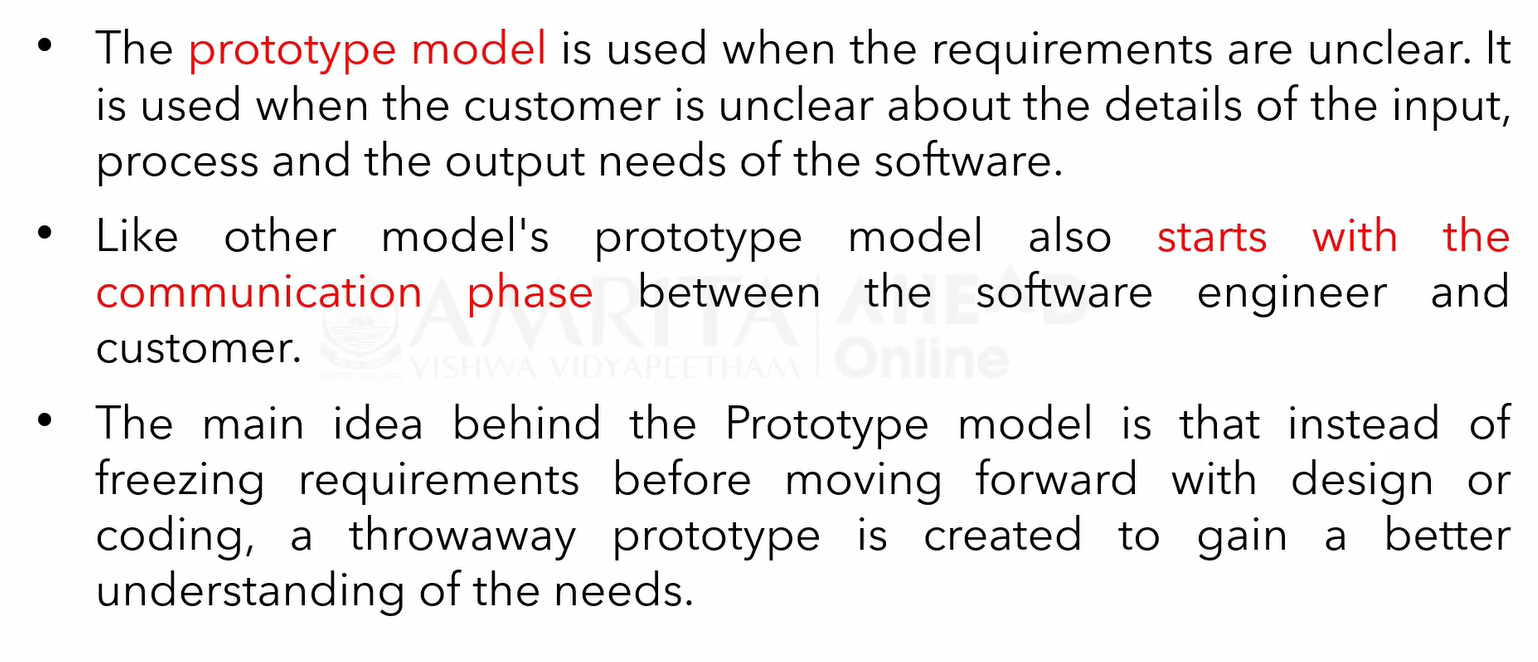 • The prototype model is used when the requirements are unclear. It
is used when the customer is unclear about the details of the input,
process and the output needs of the software.
• Like other model's prototype model also starts with the
communication phase between the software engineer and
customer.
• The main idea behind the Prototype model is that instead of
freezing requirements before moving forward with design or
coding, a throwaway prototype is created to gain a better
understanding of the needs.
AMRITA
VISHWA VIDYAPEETHAM
AHEAD
Online